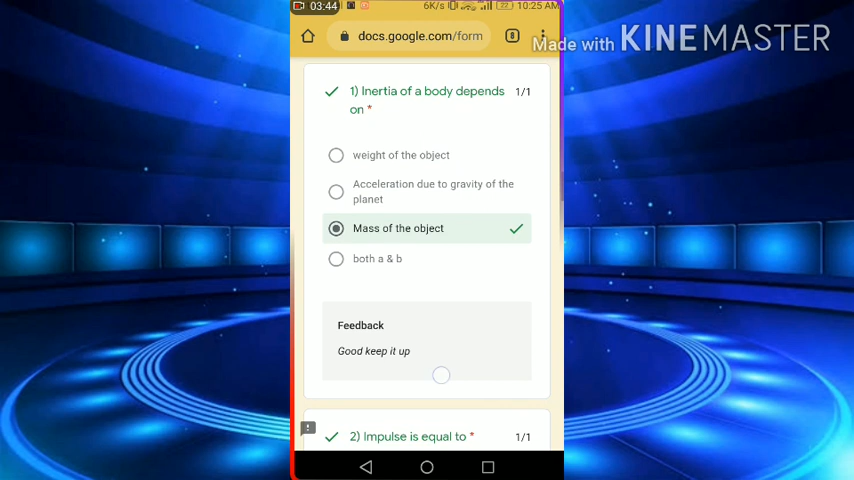 03:44 6K/s 22 10:25 AM
docs.google.com/form 8
Made with KINEMASTER
1) Inertia of a body depends 1/1
on *
weight of the object
Acceleration due to gravity of the
planet
Mass of the object
both a & b
Feedback
Good keep it up
2) Impulse is equal to * 1/1